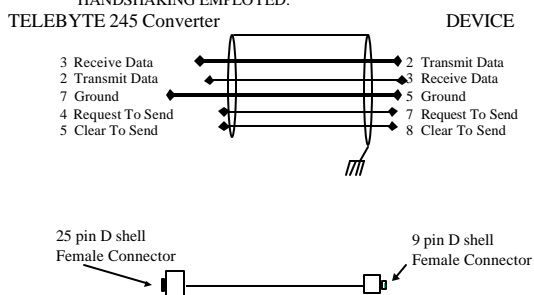 HANDSHAKING EMPLOYED.
TELEBYTE 245 Converter DEVICE
3 Receive Data 2 Transmit Data
2 Transmit Data 3 Receive Data
7 Ground 5 Ground
4 Request To Send 7 Request To Send
5 Clear To Send 8 Clear To Send
25 pin D shell 9 pin D shell
Female Connector Female Connector